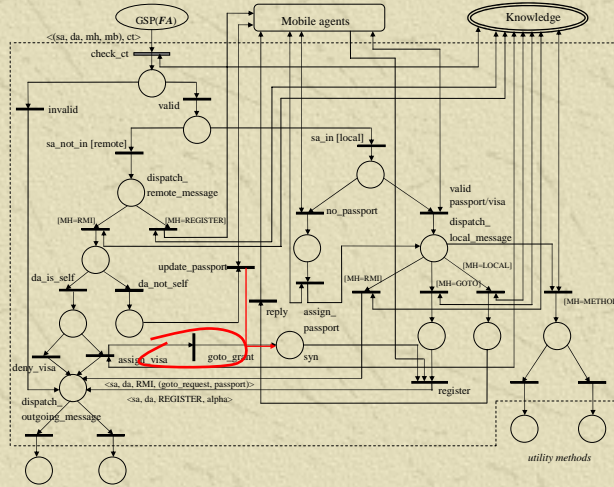 GSP(FA)
Mobile agents
Knowledge
<(sa, da, mh, mb), ct>
check_ct
invalid
valid
sa_not_in [remote]
sa_in [local]
dispatch_
remote_message
no_passport
valid
passport/visa
dispatch_
local_message
[MH=RMI]
[MH=REGISTER]
da_is_self
da_not_self
update_passport
[MH=RMI]
[MH=GOTO]
[MH=LOCAL]
[MH=METHOD
reply
assign_
passport
deny_visa
assign_visa
goto_grant
syn
dispatch_
outgoing_message
<sa, da, RMI, (goto_request, passport)>
<sa, da, REGISTER, alpha>
register
utility methods